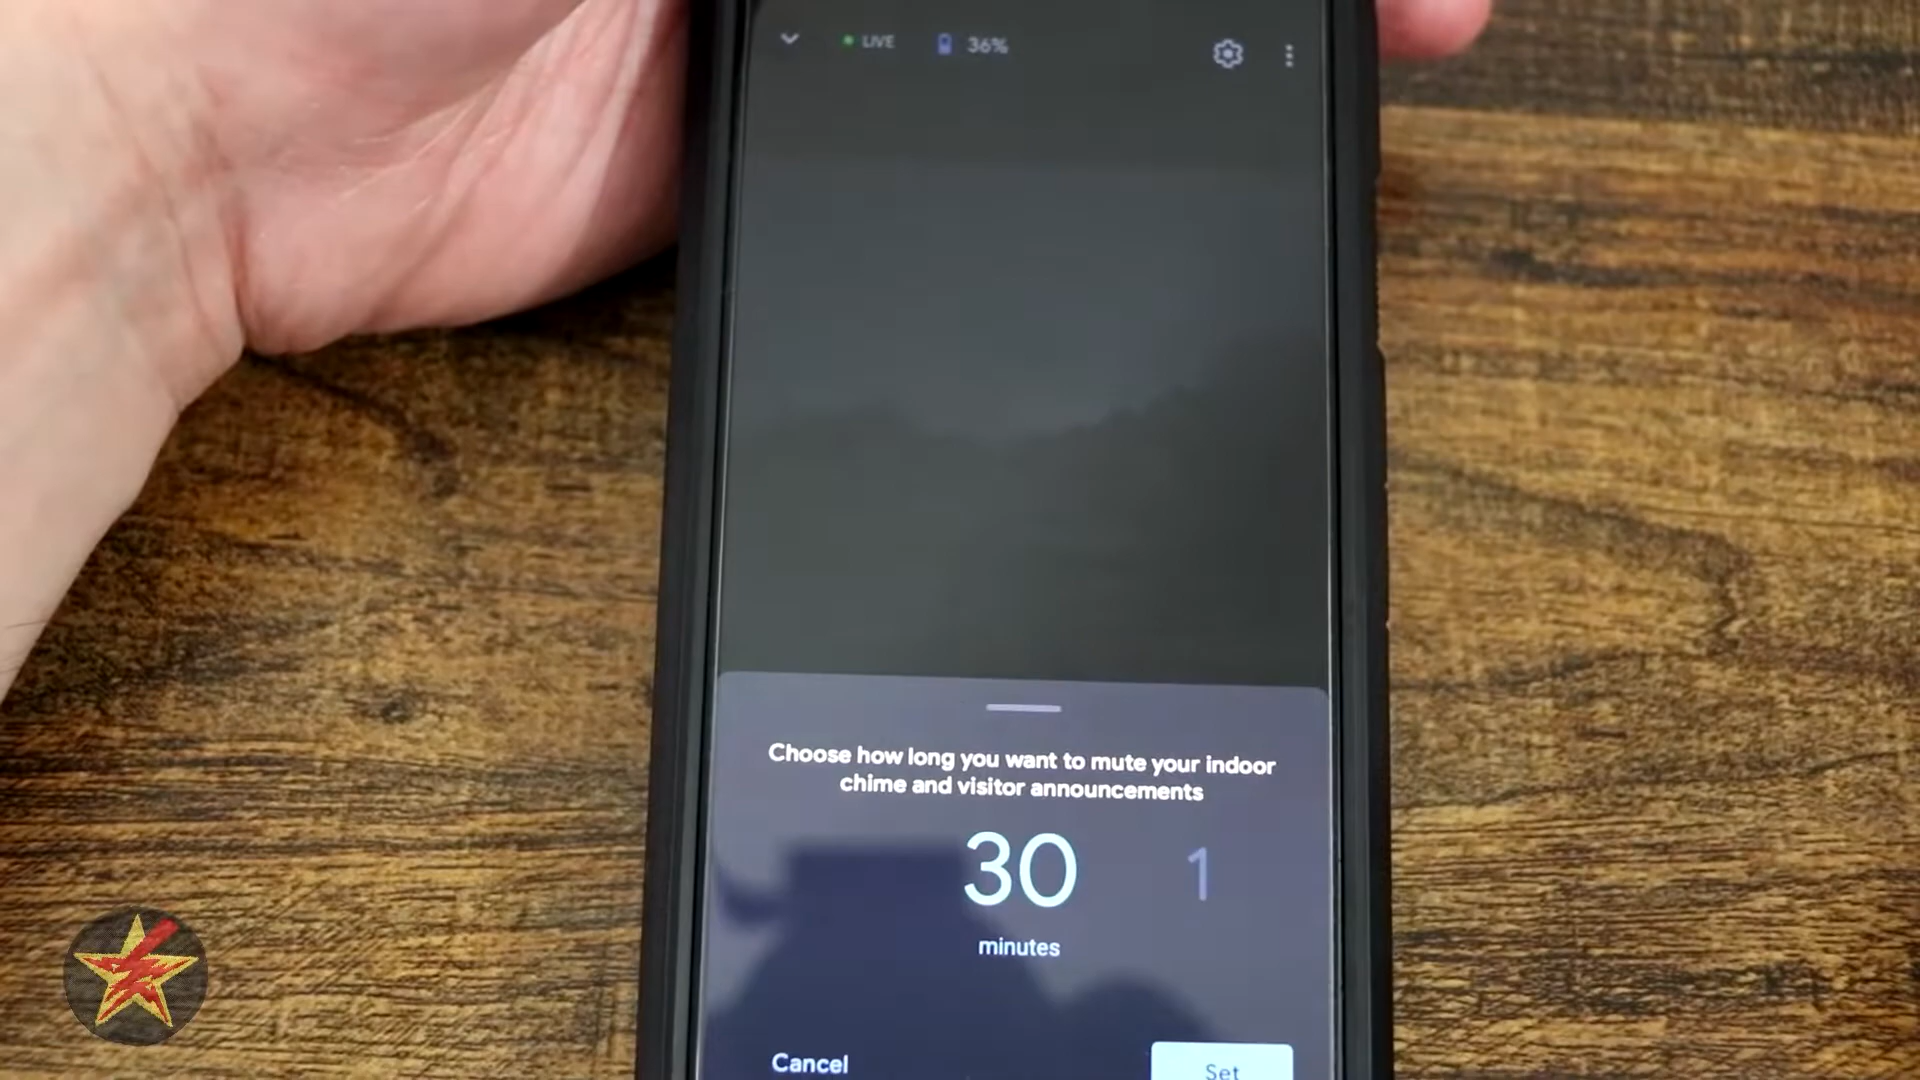 LIVE 36%
Choose how long you want to mute your indoor
chime and visitor announcements
30 1
minutes
Cancel Set